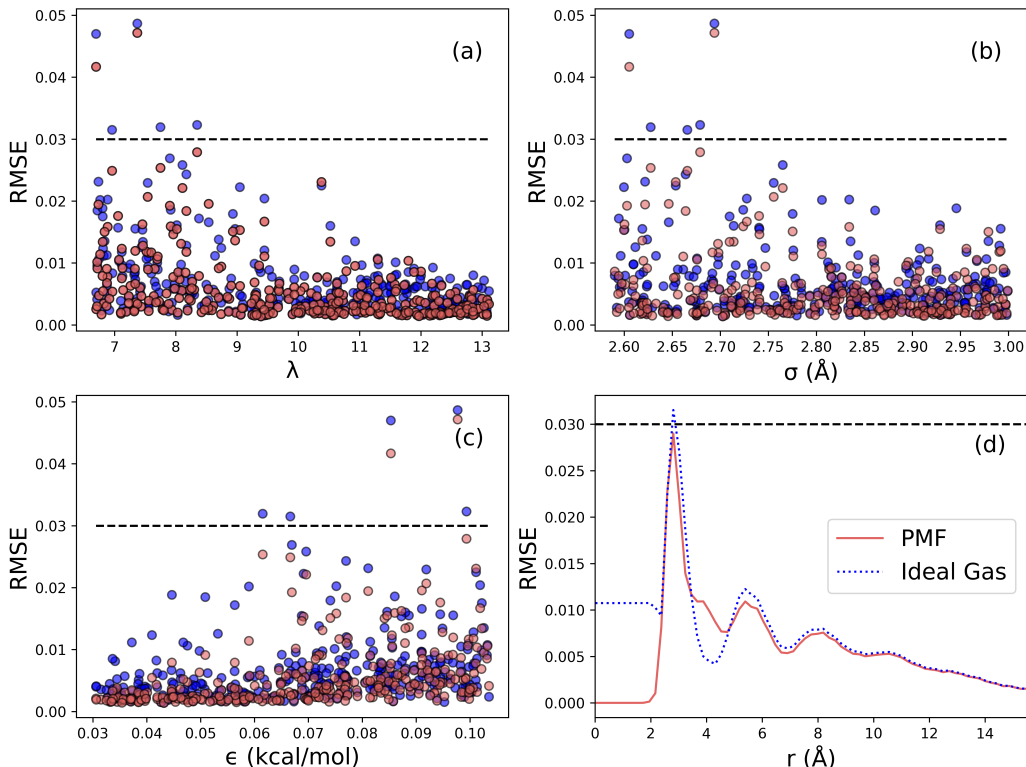 0.05
0.04
0.03
0.02
0.01
0.00
RMSE
(a)
7 8 9 10 11 12 13
λ
0.05
0.04
0.03
0.02
0.01
0.00
RMSE
(b)
2.60 2.65 2.70 2.75 2.80 2.85 2.90 2.95 3.00
σ (Å)
0.05
0.04
0.03
0.02
0.01
0.00
RMSE
(c)
0.03 0.04 0.05 0.06 0.07 0.08 0.09 0.10
ϵ (kcal/mol)
0.030
0.025
0.020
0.015
0.010
0.005
0.000
RMSE
(d)
PMF
Ideal Gas
0 2 4 6 8 10 12 14
r (Å)